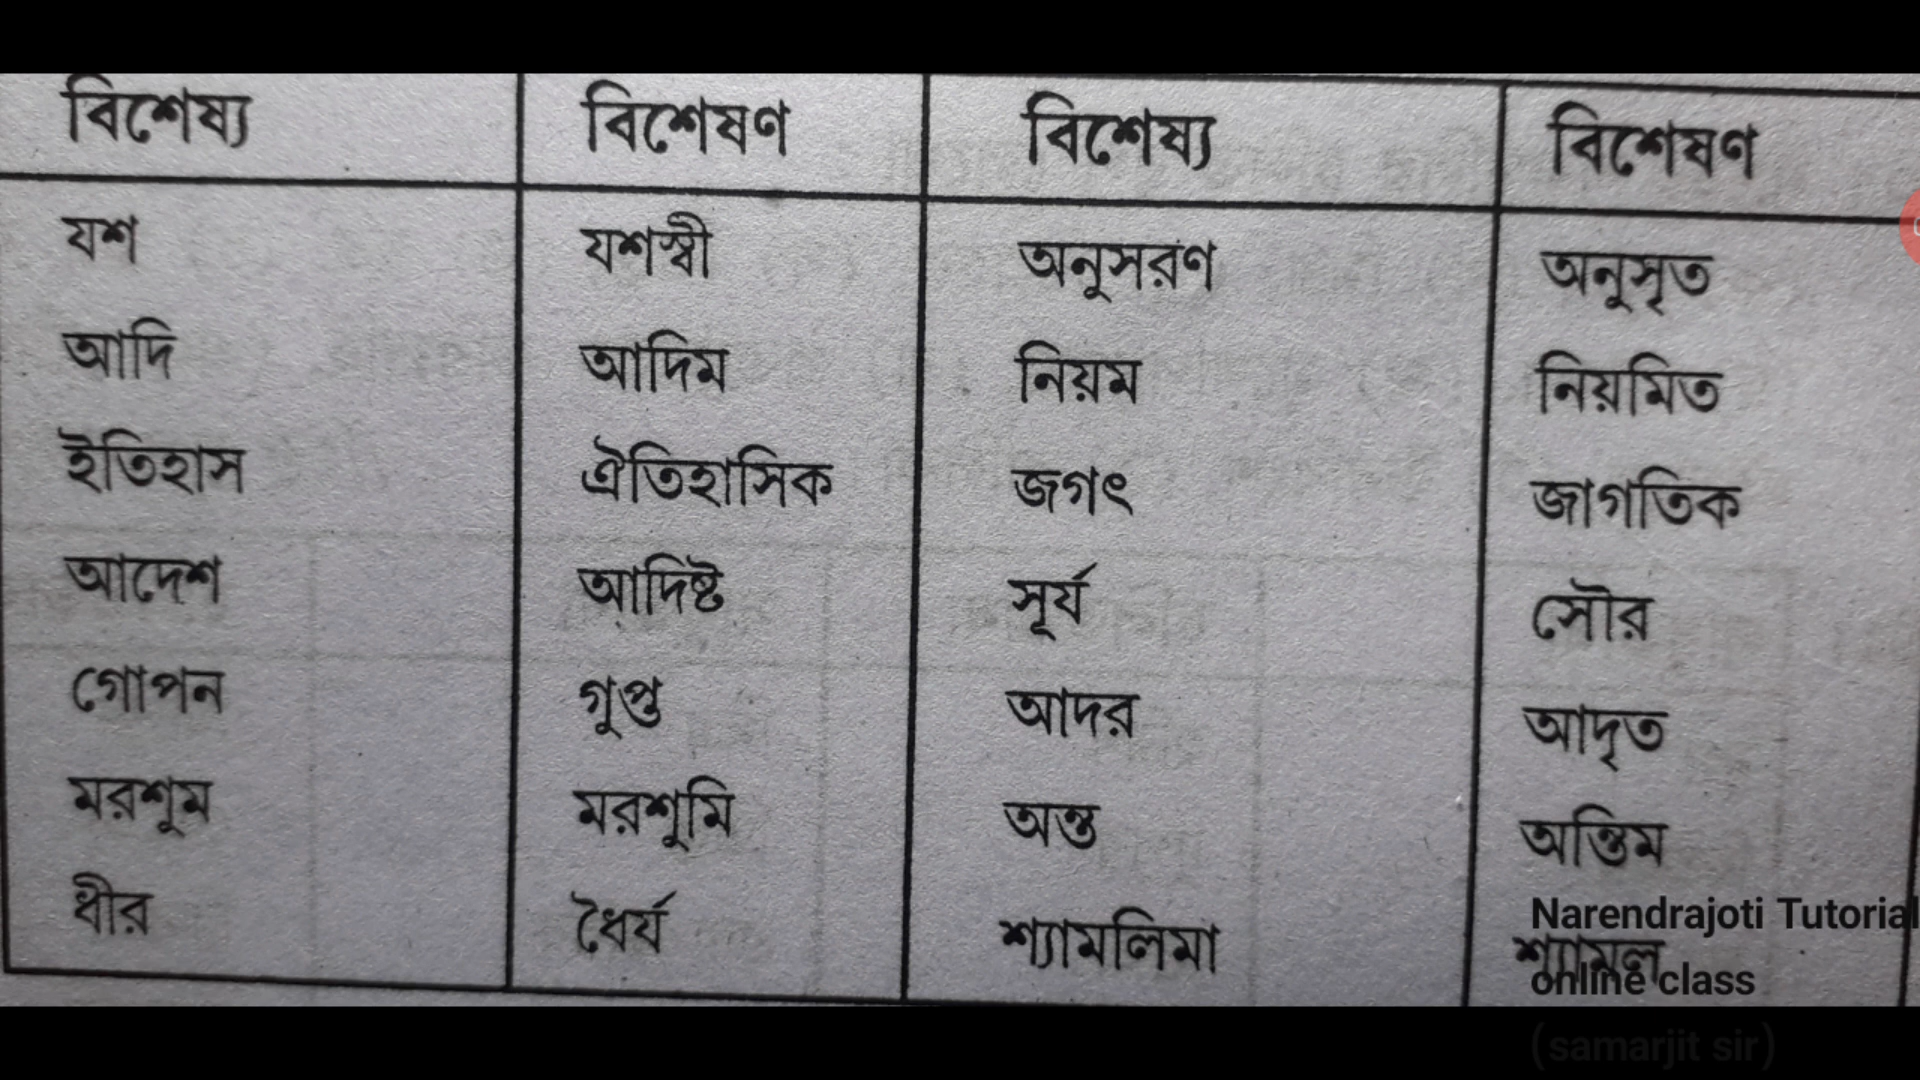 বিশেষ্য বিশেষণ বিশেষ্য বিশেষণ
যশ যশস্বী অনুসরণ অনুসৃত
আদি আদিম নিয়ম নিয়মিত
ইতিহাস ঐতিহাসিক জগৎ জাগতিক
আদেশ আদিষ্ট সূর্য সৌর
গোপন গুপ্ত আদর আদৃত
মরশুম মরশুমি অন্ত অন্তিম
ধীর ধৈর্য শ্যামলিমা শ্যামল
Narendrajoti Tutorial
online class
(samarjit sir)